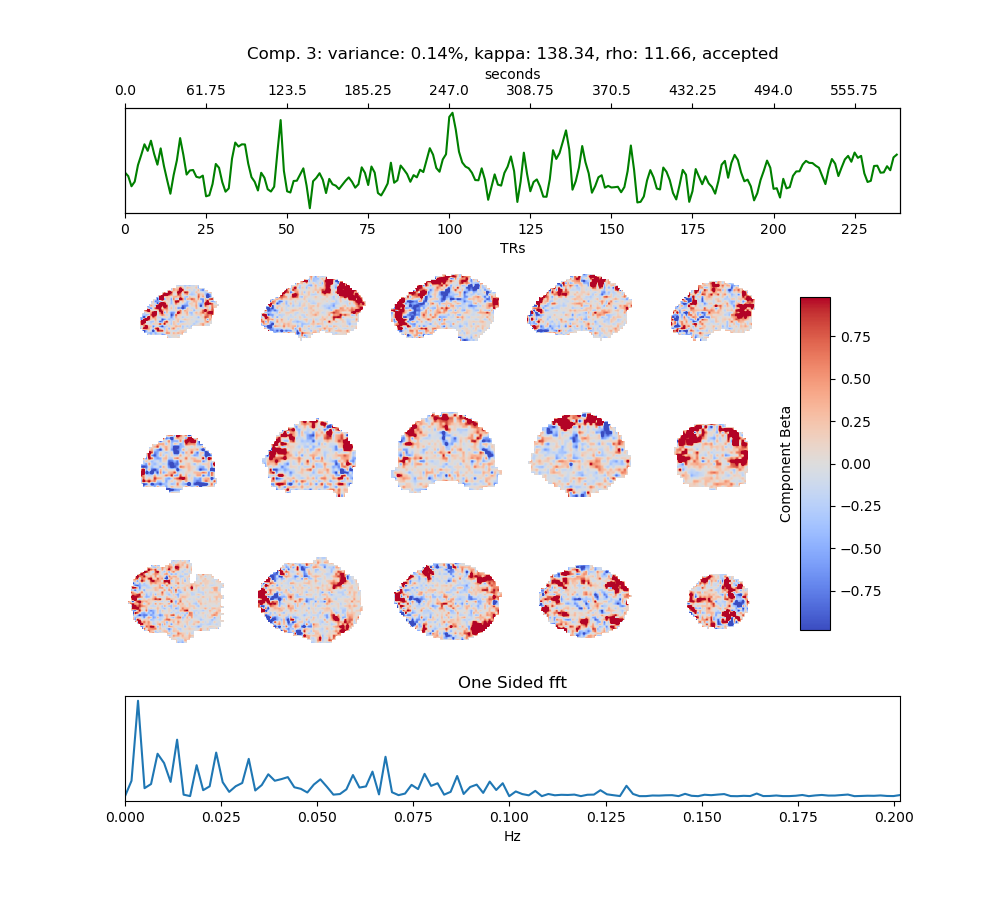 Comp. 3: variance: 0.14%, kappa: 138.34, rho: 11.66, accepted
seconds
0.0 61.75 123.5 185.25 247.0 308.75 370.5 432.25 494.0 555.75
0 25 50 75 100 125 150 175 200 225
TRs
0.75
0.50
0.25
0.00
−0.25
−0.50
−0.75
Component Beta
One Sided fft
0.000 0.025 0.050 0.075 0.100 0.125 0.150 0.175 0.200
Hz